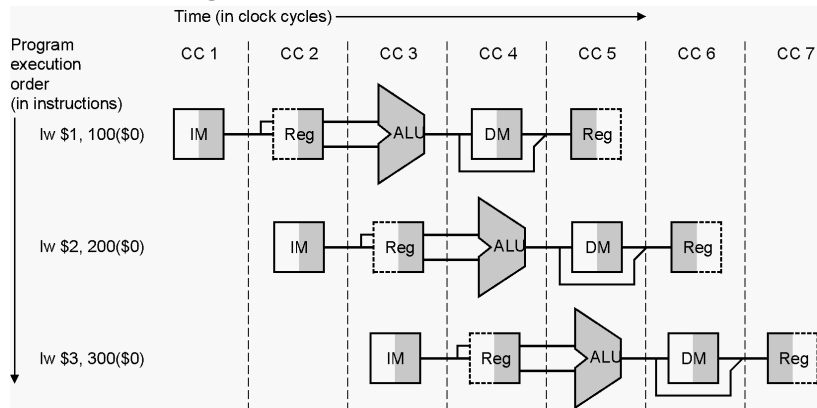 Time (in clock cycles)
Program
execution
order
(in instructions)
CC 1 CC 2 CC 3 CC 4 CC 5 CC 6 CC 7
lw $1, 100($0) IM Reg ALU DM Reg
lw $2, 200($0) IM Reg ALU DM Reg
lw $3, 300($0) IM Reg ALU DM Reg